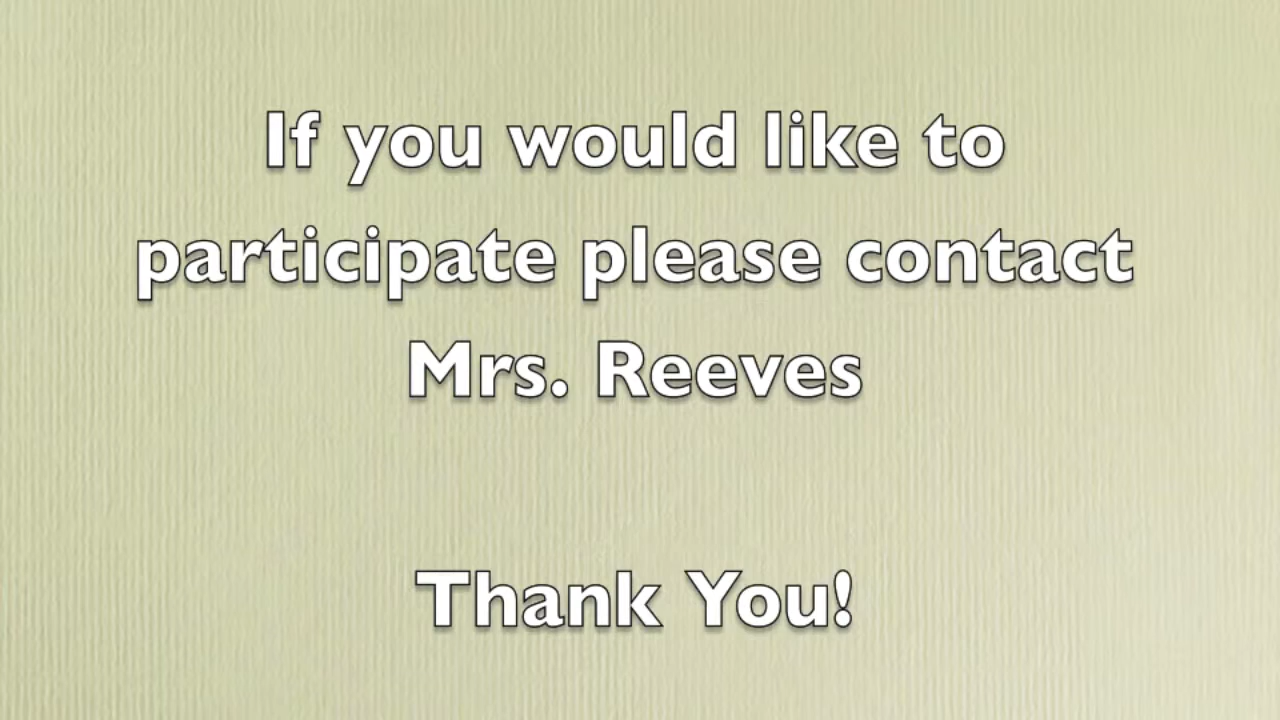 If you would like to
participate please contact
Mrs. Reeves
Thank You!